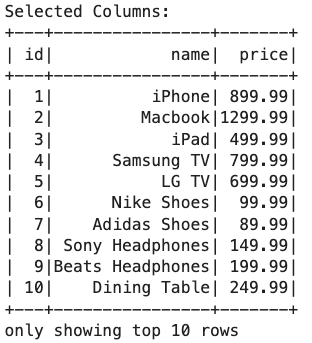 Selected Columns:
+---+----------------+-------+
| id|            name|  price|
+---+----------------+-------+
|  1|          iPhone| 899.99|
|  2|         Macbook|1299.99|
|  3|            iPad| 499.99|
|  4|      Samsung TV| 799.99|
|  5|           LG TV| 699.99|
|  6|      Nike Shoes|  99.99|
|  7|    Adidas Shoes|  89.99|
|  8| Sony Headphones| 149.99|
|  9|Beats Headphones| 199.99|
| 10|    Dining Table| 249.99|
+---+----------------+-------+
only showing top 10 rows